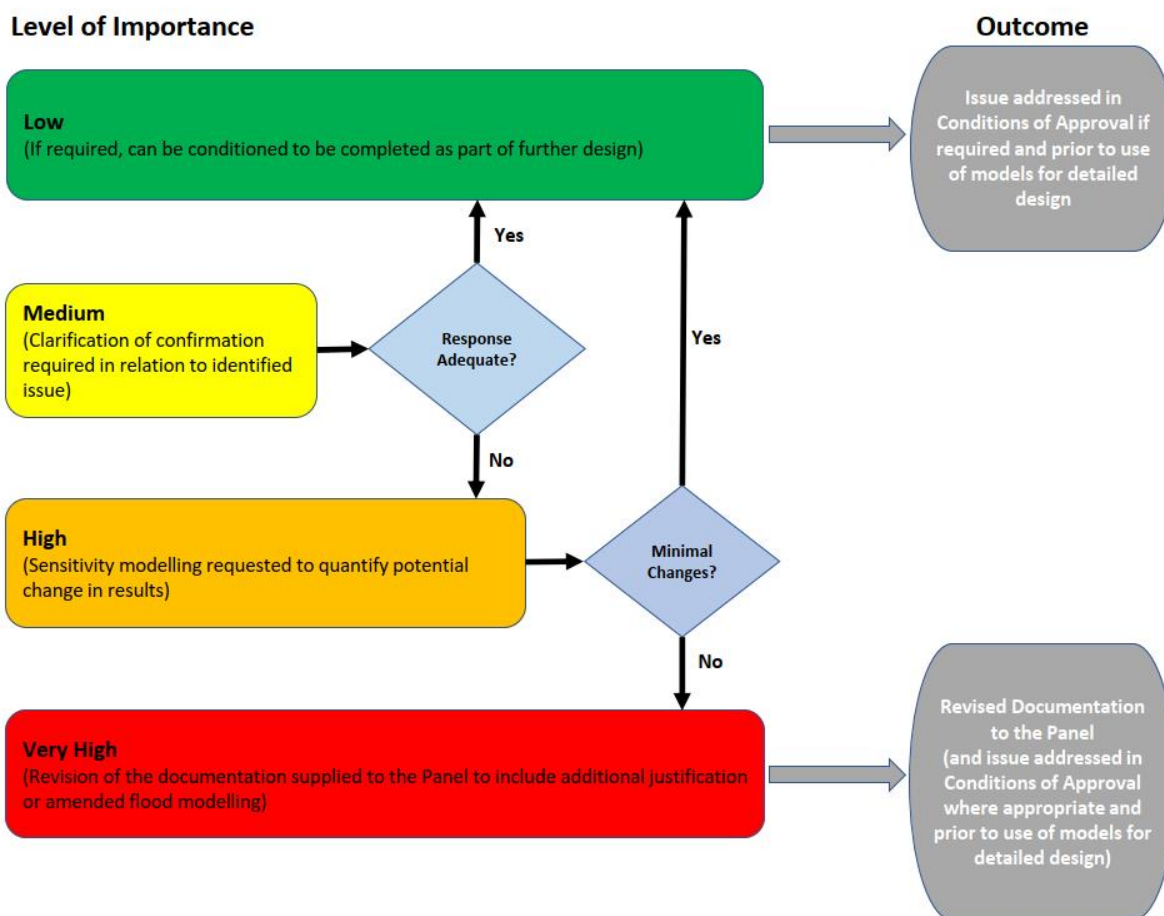 Level of Importance
Outcome
Low
(If required, can be conditioned to be completed as part of further design)
Issue addressed in
Conditions of Approval if
required and prior to use
of models for detailed
design
Yes
Medium
(Clarification of confirmation
required in relation to identified
issue)
Response
Adequate?
Yes
No
High
(Sensitivity modelling requested to quantify potential
change in results)
Minimal
Changes?
No
Very High
(Revision of the documentation supplied to the Panel to include additional justification
or amended flood modelling)
Revised Documentation
to the Panel
(and issue addressed in
Conditions of Approval
where appropriate and
prior to use of models for
detailed design)